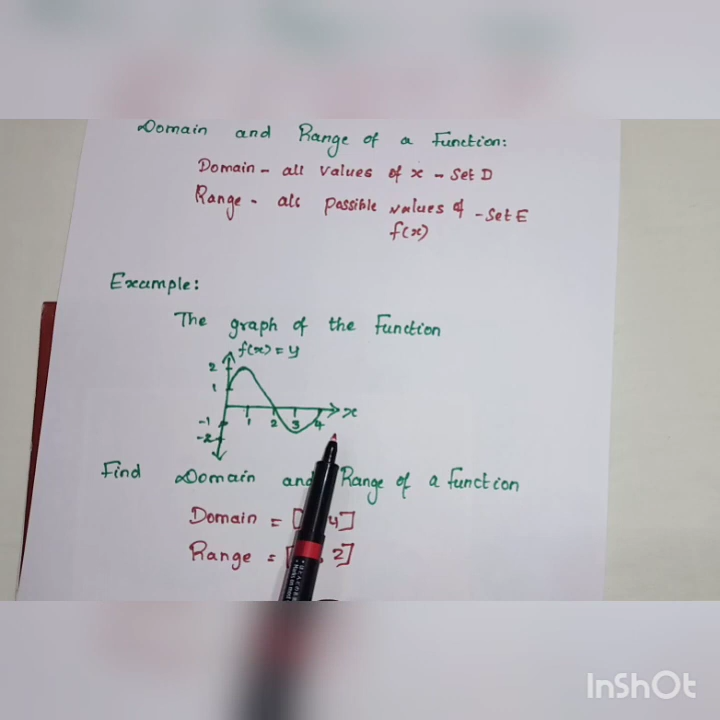 Domain and Range of a Function:
Domain - all values of x - Set D
Range - all possible values of - Set E
f(x)
Example:
The graph of the Function
f(x) = y
2
1
-1
-2
1 2 3 4
x
Find Domain and Range of a function
Domain = [ 4]
Range = [ 2]
InShOt